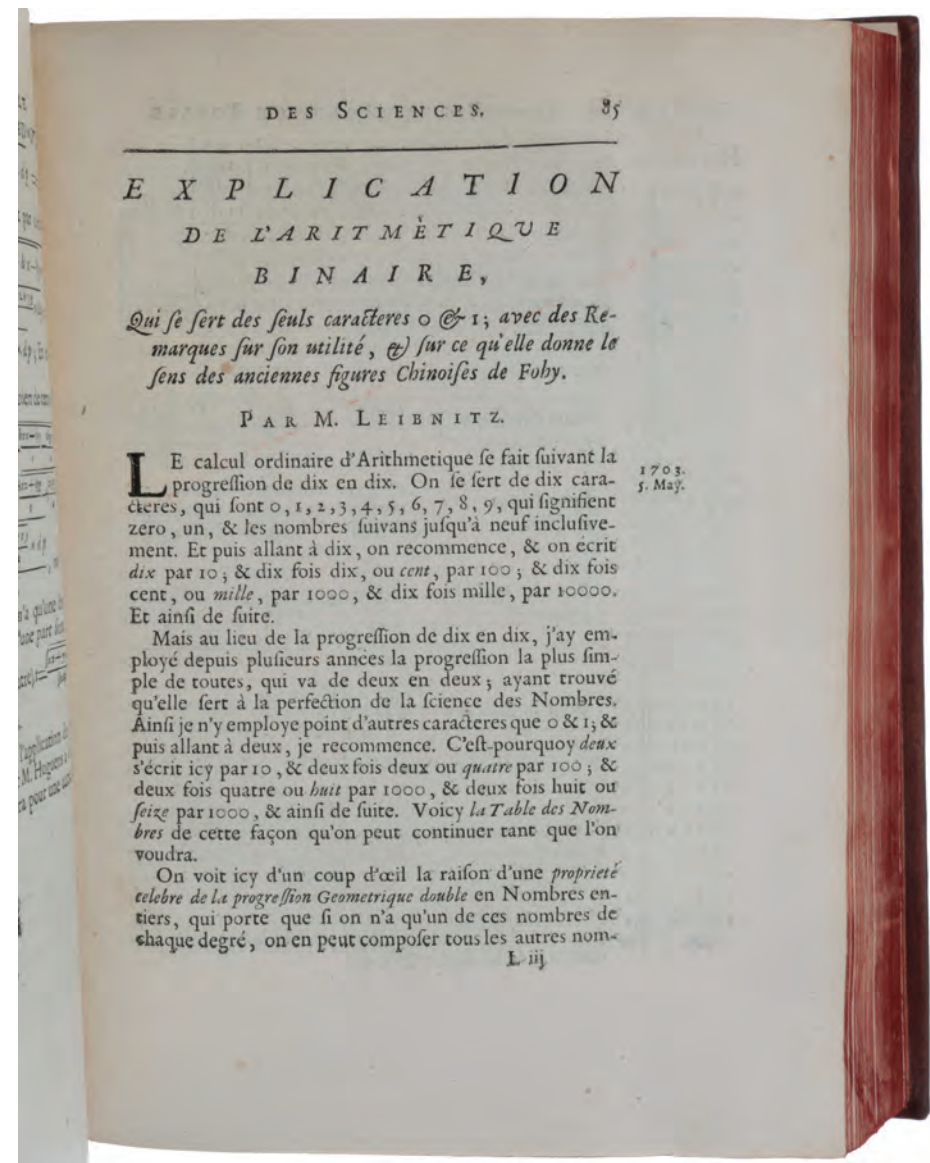 DES SCIENCES. 85
EXPLICATION
DE L'ARITMÈTIQUE
BINAIRE,
Qui ſe ſert des ſeuls caracteres 0 & 1; avec des Re-
marques ſur ſon utilité, & ſur ce qu'elle donne le
ſens des anciennes figures Chinoiſes de Fohy.
PAR M. LEIBNITZ.
LE calcul ordinaire d'Arithmetique ſe fait ſuivant la
progreſſion de dix en dix. On ſe ſert de dix cara-
cteres, qui ſont 0, 1, 2, 3, 4, 5, 6, 7, 8, 9, qui ſignifient
zero, un, & les nombres ſuivans juſqu'à neuf incluſive-
ment. Et puis allant à dix, on recommence, & on écrit
dix par 10; & dix fois dix, ou cent, par 100; & dix fois
cent, ou mille, par 1000, & dix fois mille, par 10000.
Et ainſi de ſuite.
1703.
5. May.
Mais au lieu de la progreſſion de dix en dix, j'ay em-
ployé depuis pluſieurs années la progreſſion la plus ſim-
ple de toutes, qui va de deux en deux; ayant trouvé
qu'elle ſert à la perfection de la ſcience des Nombres.
Ainſi je n'y employe point d'autres caracteres que 0 & 1; &
puis allant à deux, je recommence. C'eſt-pourquoy deux
s'écrit icy par 10, & deux fois deux ou quatre par 100; &
deux fois quatre ou huit par 1000, & deux fois huit ou
ſeize par 1000, & ainſi de ſuite. Voicy la Table des Nom-
bres de cette façon qu'on peut continuer tant que l'on
voudra.
On voit icy d'un coup d'œil la raiſon d'une proprieté
celebre de la progreſſion Geometrique double en Nombres en-
tiers, qui porte que ſi on n'a qu'un de ces nombres de
chaque degré, on en peut compoſer tous les autres nom-
L iij